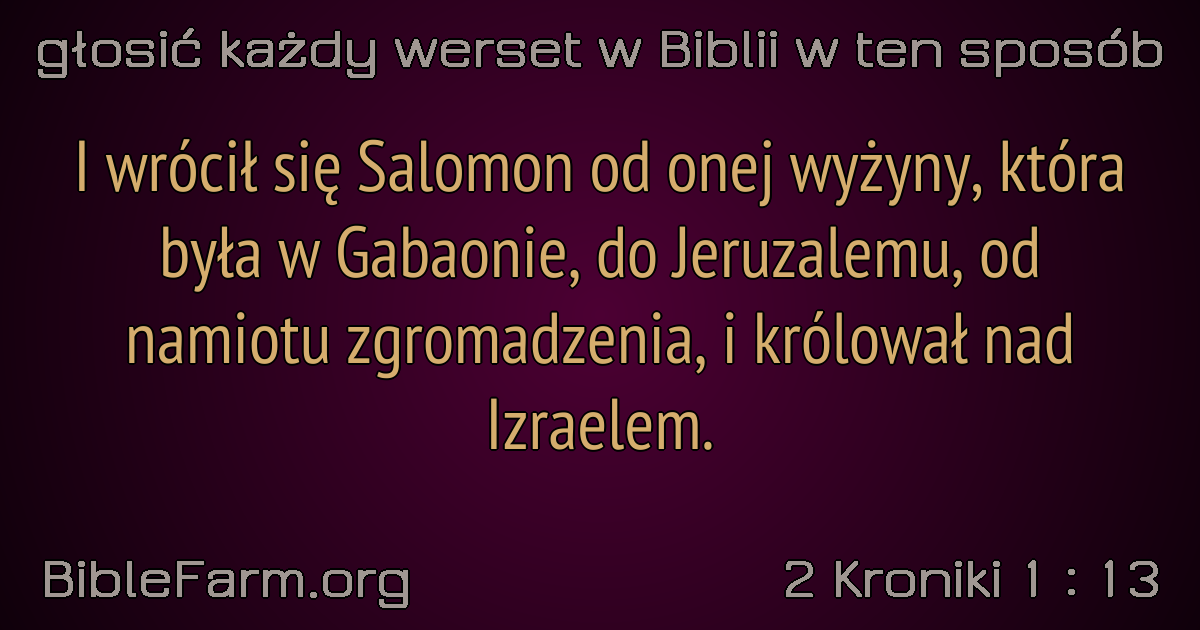 głosić każdy werset w Biblii w ten sposób
I wrócił się Salomon od onej wyżyny, która
była w Gabaonie, do Jeruzalemu, od
namiotu zgromadzenia, i królował nad
Izraelem.
BibleFarm.org
2 Kroniki 1 : 13